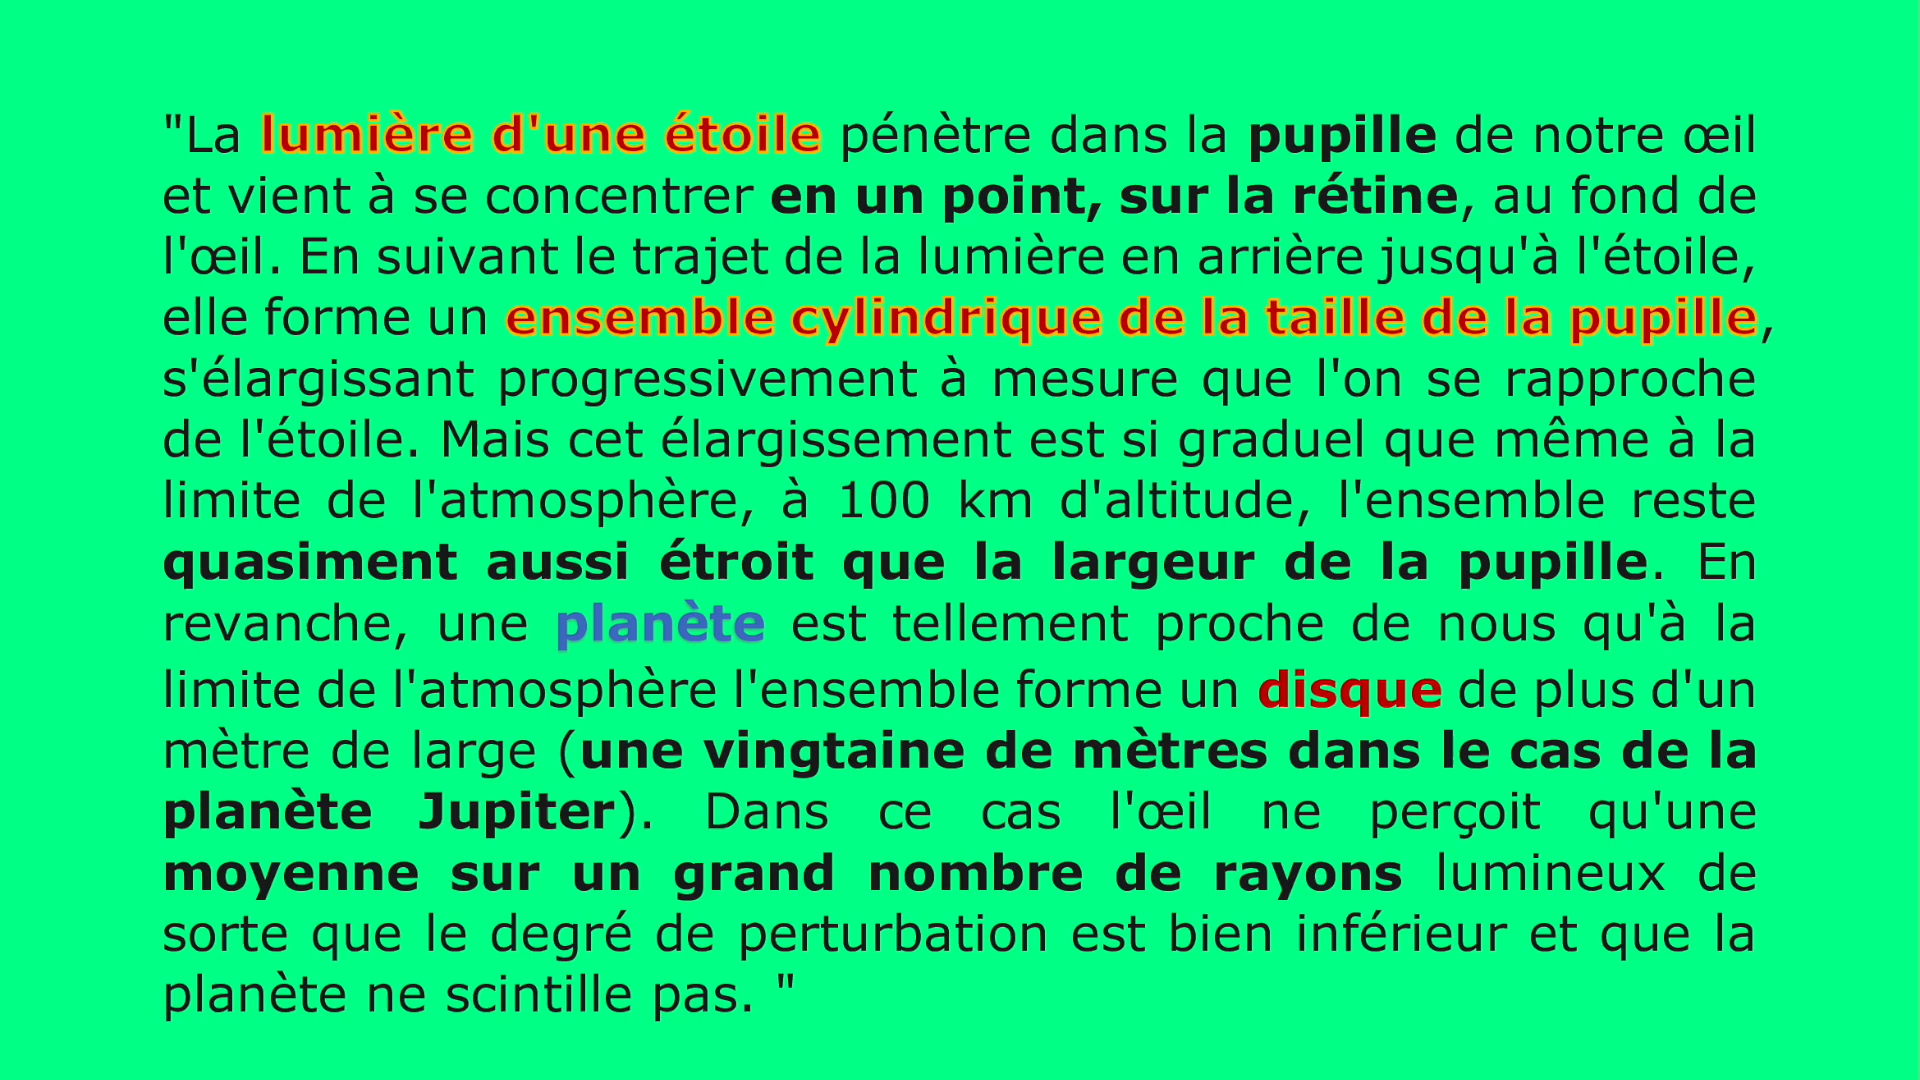 "La lumière d'une étoile pénètre dans la pupille de notre œil
et vient à se concentrer en un point, sur la rétine, au fond de
l'œil. En suivant le trajet de la lumière en arrière jusqu'à l'étoile,
elle forme un ensemble cylindrique de la taille de la pupille,
s'élargissant progressivement à mesure que l'on se rapproche
de l'étoile. Mais cet élargissement est si graduel que même à la
limite de l'atmosphère, à 100 km d'altitude, l'ensemble reste
quasiment aussi étroit que la largeur de la pupille. En
revanche, une planète est tellement proche de nous qu'à la
limite de l'atmosphère l'ensemble forme un disque de plus d'un
mètre de large (une vingtaine de mètres dans le cas de la
planète Jupiter). Dans ce cas l'œil ne perçoit qu'une
moyenne sur un grand nombre de rayons lumineux de
sorte que le degré de perturbation est bien inférieur et que la
planète ne scintille pas. "